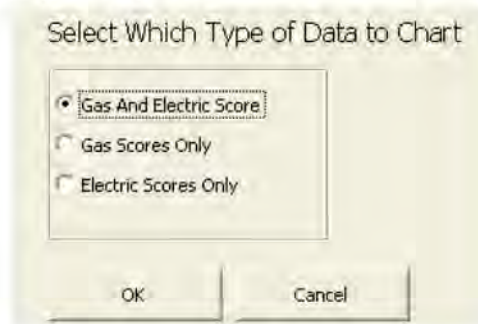 Select Which Type of Data to Chart
Gas And Electric Score
Gas Scores Only
Electric Scores Only
OK
Cancel